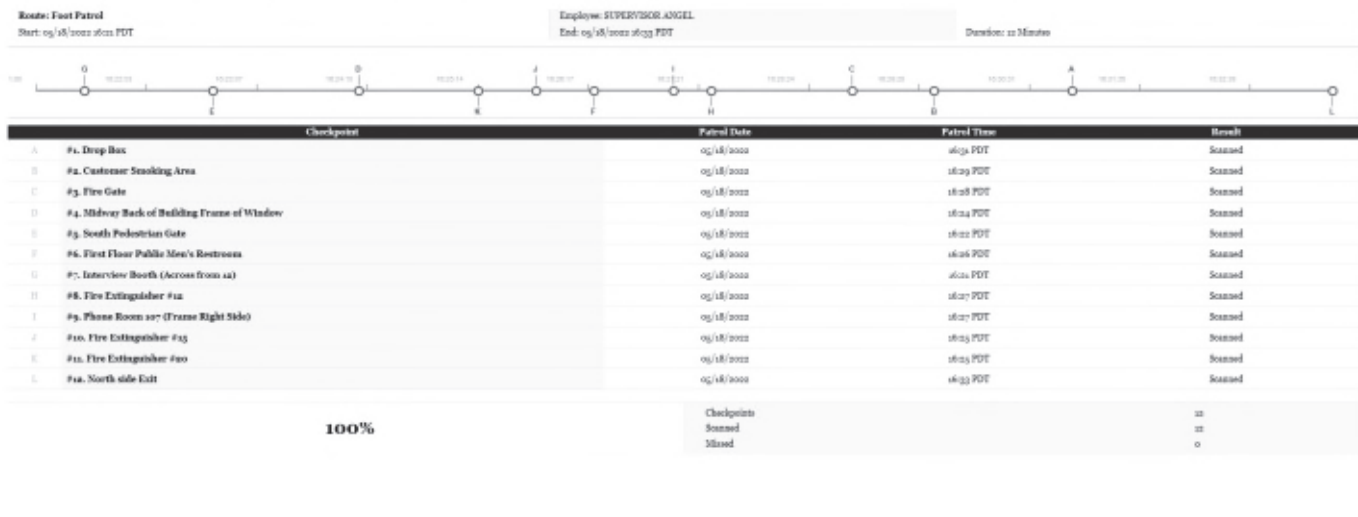 Route: Foot Patrol
Employee: SUPERVISOR ANGEL
Start: 05/18/2022 16:21 PDT
End: 05/18/2022 16:33 PDT
Duration: 12 Minutes
G D J I C A
E K F H B L
Checkpoint Patrol Date Patrol Time Result
A #1. Drop Box 05/18/2022 16:31 PDT Scanned
B #2. Customer Smoking Area 05/18/2022 16:29 PDT Scanned
C #3. Fire Gate 05/18/2022 16:28 PDT Scanned
D #4. Midway Back of Building Frame of Window 05/18/2022 16:24 PDT Scanned
E #5. South Pedestrian Gate 05/18/2022 16:22 PDT Scanned
F #6. First Floor Public Men's Restroom 05/18/2022 16:26 PDT Scanned
G #7. Interview Booth (Across from 12) 05/18/2022 16:21 PDT Scanned
H #8. Fire Extinguisher #12 05/18/2022 16:27 PDT Scanned
I #9. Phone Room 107 (Frame Right Side) 05/18/2022 16:27 PDT Scanned
J #10. Fire Extinguisher #15 05/18/2022 16:25 PDT Scanned
K #11. Fire Extinguisher #20 05/18/2022 16:25 PDT Scanned
L #12. North side Exit 05/18/2022 16:33 PDT Scanned
100%
Checkpoints 12
Scanned 12
Missed 0